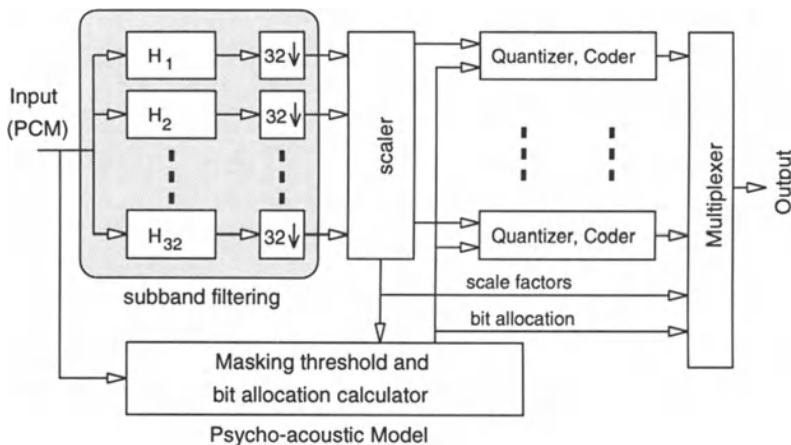 Input
(PCM)
H1
32↓
H2
32↓
H32
32↓
subband filtering
scaler
Quantizer, Coder
Quantizer, Coder
scale factors
bit allocation
Multiplexer
Output
Masking threshold and
bit allocation calculator
Psycho-acoustic Model